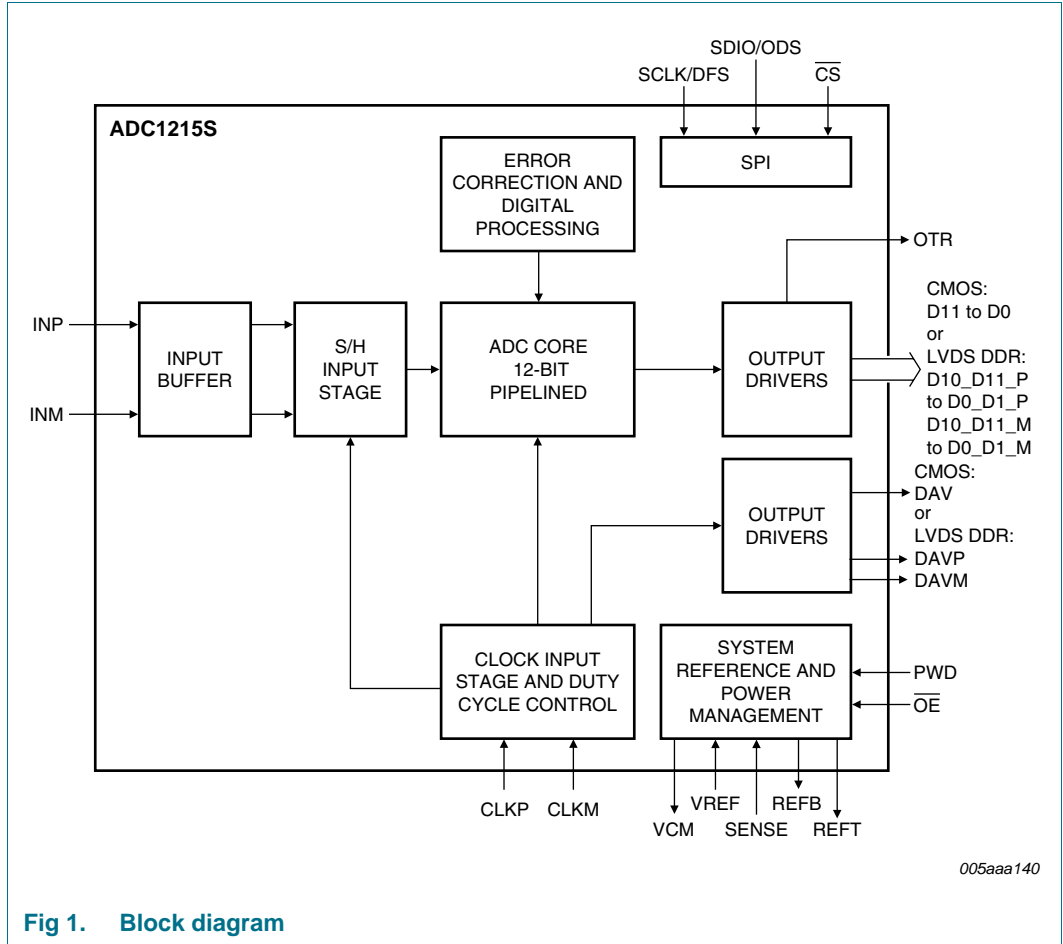 SDIO/ODS
SCLK/DFS
CS
ADC1215S
ERROR
CORRECTION AND
DIGITAL
PROCESSING
SPI
OTR
INP
INM
INPUT
BUFFER
S/H
INPUT
STAGE
ADC CORE
12-BIT
PIPELINED
OUTPUT
DRIVERS
CMOS:
D11 to D0
or
LVDS DDR:
D10_D11_P
to D0_D1_P
D10_D11_M
to D0_D1_M
CMOS:
DAV
or
LVDS DDR:
DAVP
DAVM
OUTPUT
DRIVERS
CLOCK INPUT
STAGE AND DUTY
CYCLE CONTROL
SYSTEM
REFERENCE AND
POWER
MANAGEMENT
PWD
OE
CLKP CLKM
VCM
VREF
SENSE
REFB
REFT
005aaa140
Fig 1. Block diagram